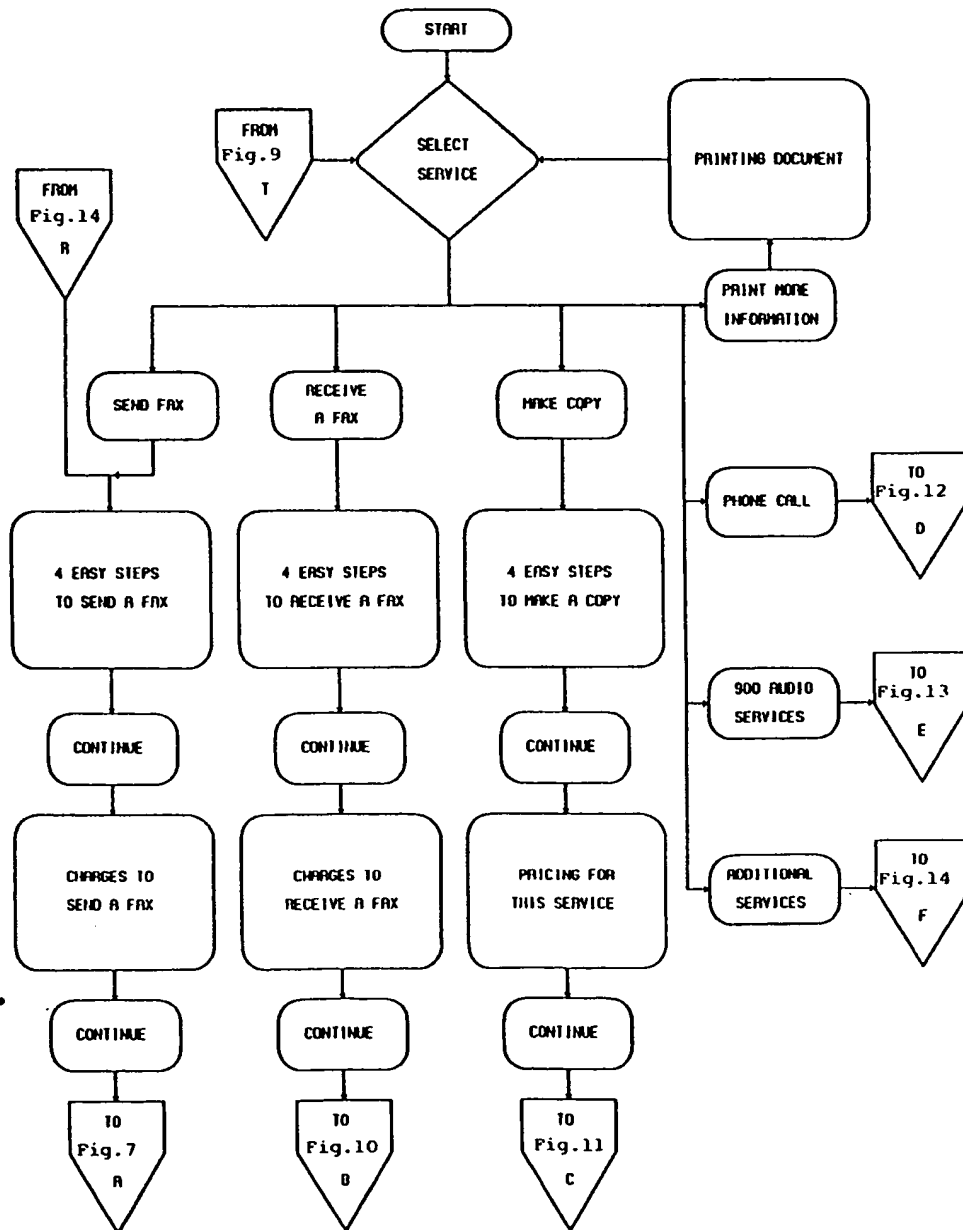 START
FROM
Fig.9
T
SELECT
SERVICE
PRINTING DOCUMENT
FROM
Fig.14
R
PRINT MORE
INFORMATION
SEND FAX
RECEIVE
A FAX
MAKE COPY
PHONE CALL
TO
Fig.12
D
4 EASY STEPS
TO SEND A FAX
4 EASY STEPS
TO RECEIVE A FAX
4 EASY STEPS
TO MAKE A COPY
900 AUDIO
SERVICES
TO
Fig.13
E
CONTINUE
CONTINUE
CONTINUE
CHARGES TO
SEND A FAX
CHARGES TO
RECEIVE A FAX
PRICING FOR
THIS SERVICE
ADDITIONAL
SERVICES
TO
Fig.14
F
CONTINUE
CONTINUE
CONTINUE
TO
Fig.7
A
TO
Fig.10
B
TO
Fig.11
C